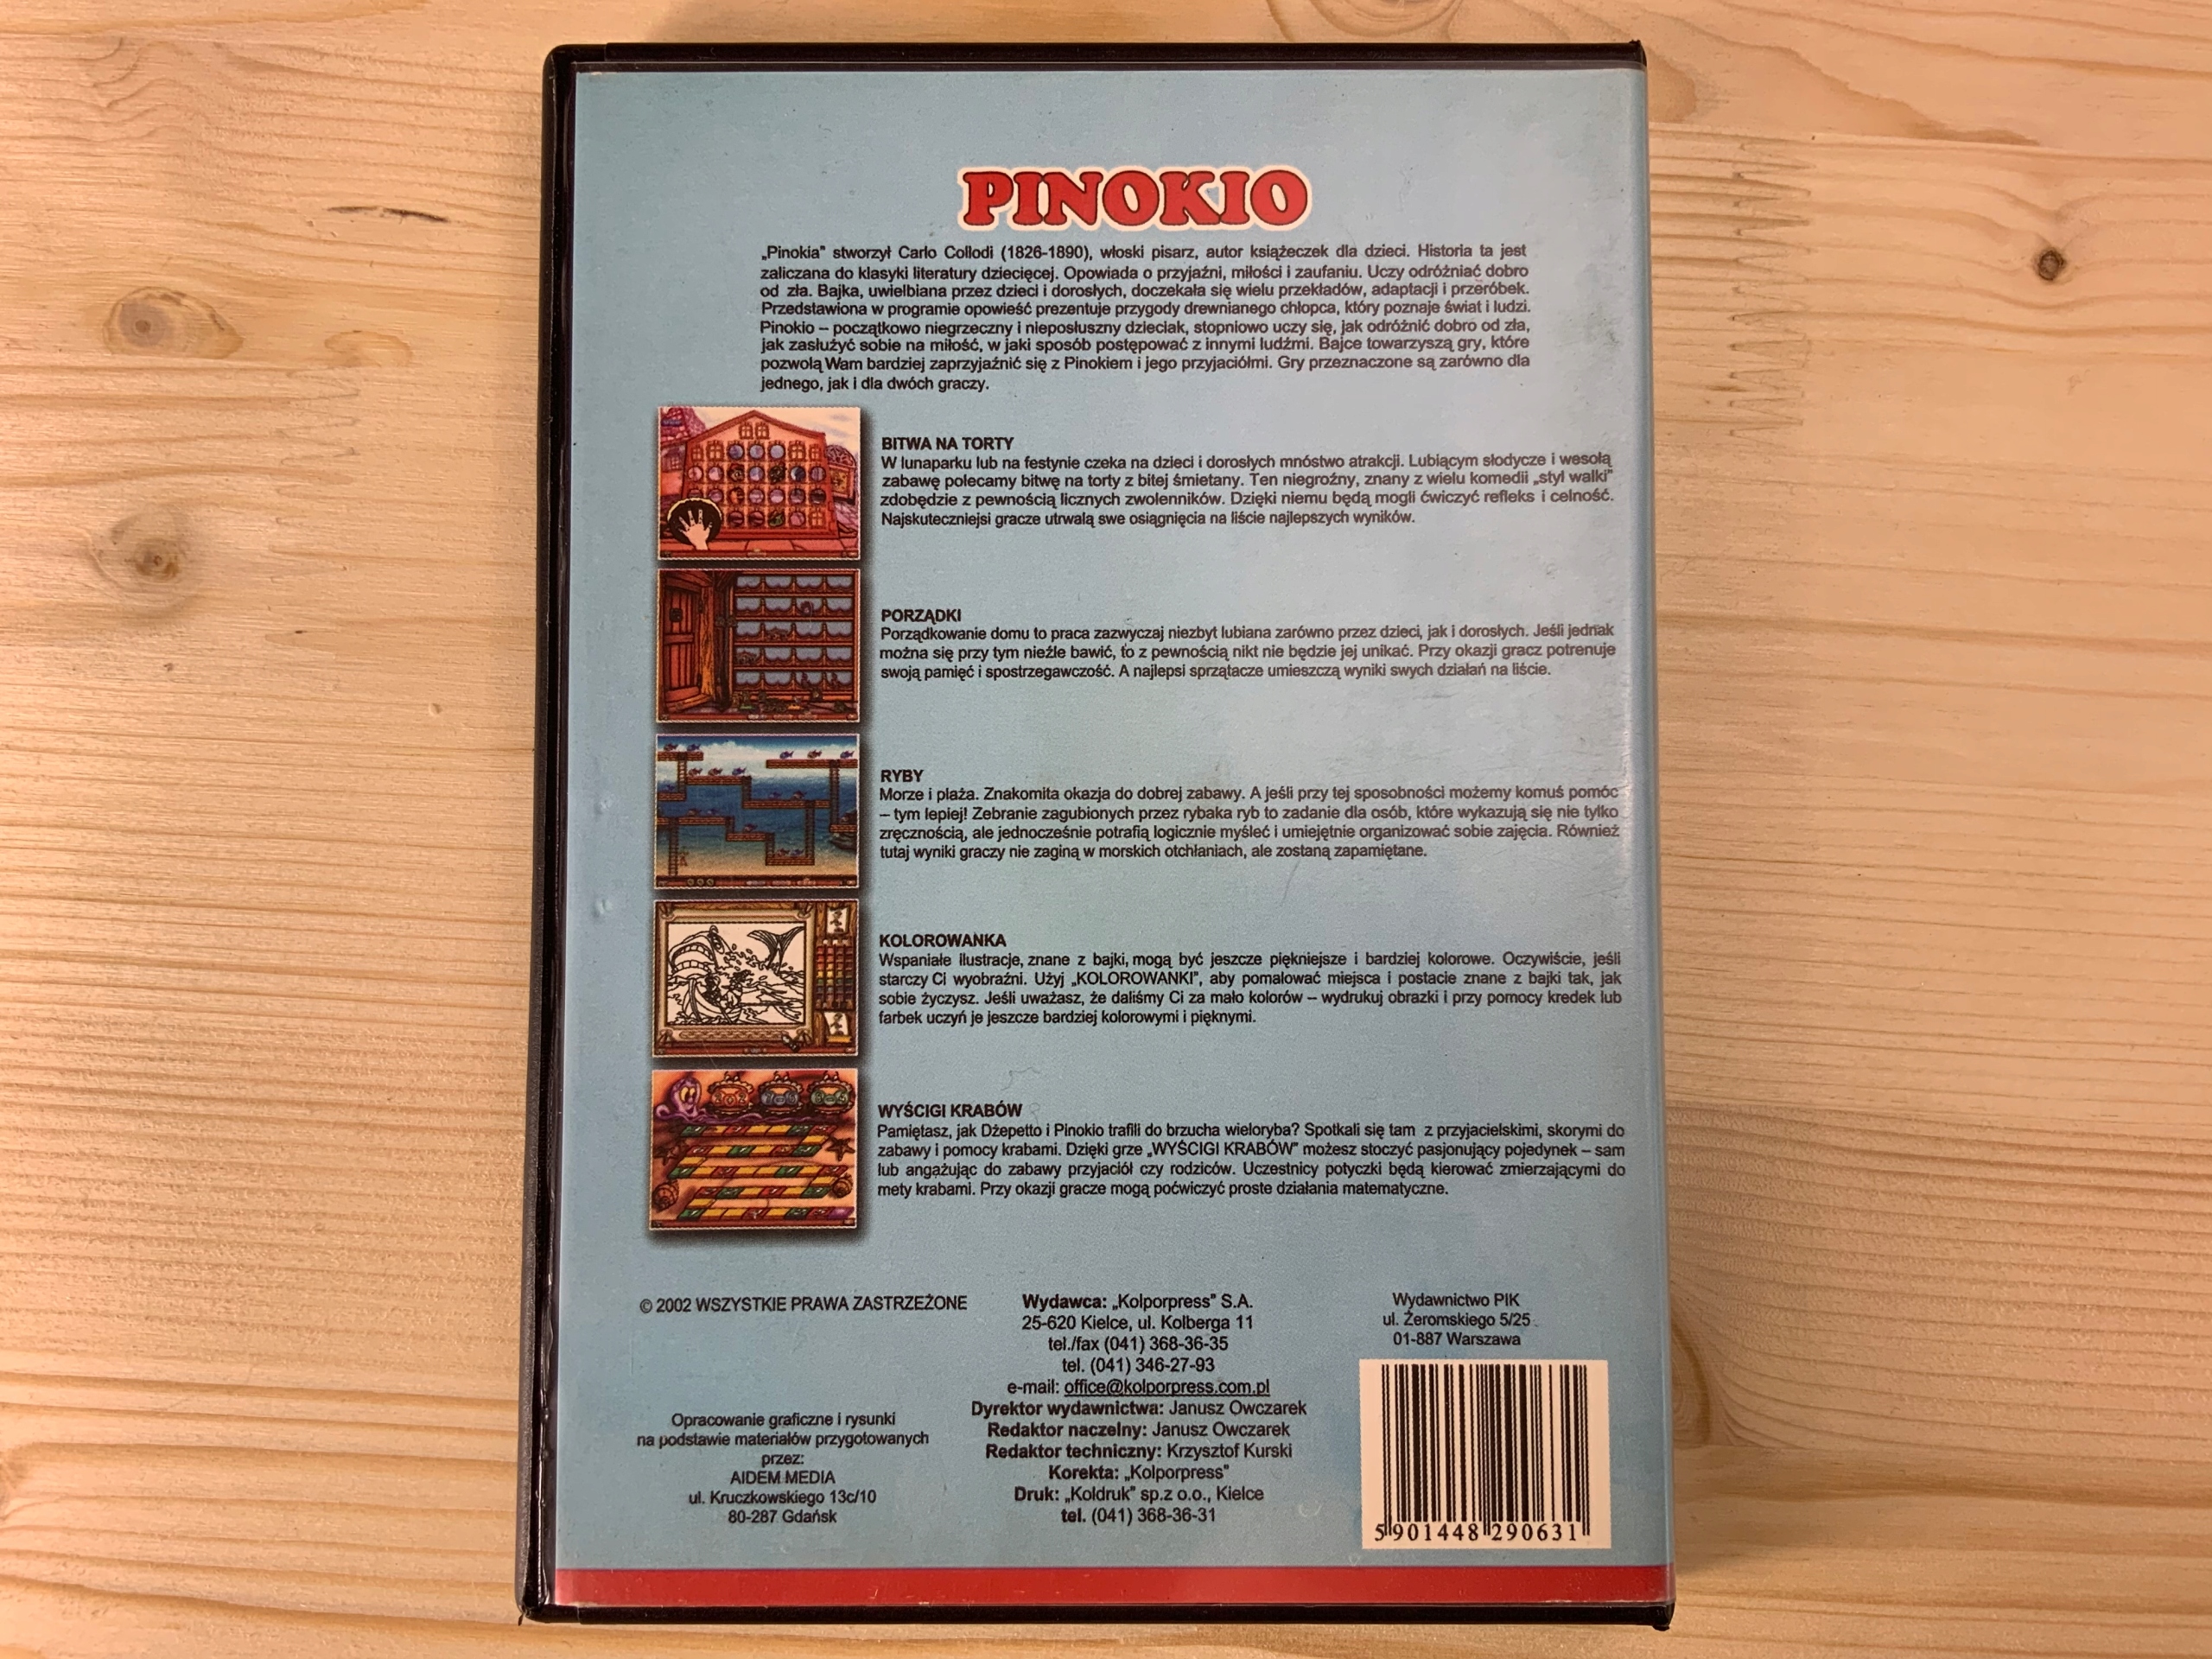 PINOKIO
„Pinokia” stworzył Carlo Collodi (1826-1890), włoski pisarz, autor książeczek dla dzieci. Historia ta jest
zaliczana do klasyki literatury dziecięcej. Opowiada o przyjaźni, miłości i zaufaniu. Uczy odróżniać dobro
od zła. Bajka, uwielbiana przez dzieci i dorosłych, doczekała się wielu przekładów, adaptacji i przeróbek.
Przedstawiona w programie opowieść prezentuje przygody drewnianego chłopca, który poznaje świat i ludzi.
Pinokio – początkowo niegrzeczny i nieposłuszny dzieciak, stopniowo uczy się, jak odróżnić dobro od zła,
jak zasłużyć sobie na miłość, w jaki sposób postępować z innymi ludźmi. Bajce towarzyszą gry, które
pozwolą Wam bardziej zaprzyjaźnić się z Pinokiem i jego przyjaciółmi. Gry przeznaczone są zarówno dla
jednego, jak i dla dwóch graczy.
BITWA NA TORTY
W lunaparku lub na festynie czeka na dzieci i dorosłych mnóstwo atrakcji. Lubiącym słodycze i wesołą
zabawę polecamy bitwę na torty z bitej śmietany. Ten niegroźny, znany z wielu komedii „styl walki”
zdobędzie z pewnością licznych zwolenników. Dzięki niemu będą mogli ćwiczyć refleks i celność.
Najskuteczniejsi gracze utrwalą swe osiągnięcia na liście najlepszych wyników.
PORZĄDKI
Porządkowanie domu to praca zazwyczaj niezbyt lubiana zarówno przez dzieci, jak i dorosłych. Jeśli jednak
można się przy tym nieźle bawić, to z pewnością nikt nie będzie jej unikać. Przy okazji gracz potrenuje
swoją pamięć i spostrzegawczość. A najlepsi sprzątacze umieszczą wyniki swych działań na liście.
RYBY
Morze i plaża. Znakomita okazja do dobrej zabawy. A jeśli przy tej sposobności możemy komuś pomóc
– tym lepiej! Zebranie zagubionych przez rybaka ryb to zadanie dla osób, które wykazują się nie tylko
zręcznością, ale jednocześnie potrafią logicznie myśleć i umiejętnie organizować sobie zajęcia. Również
tutaj wyniki graczy nie zaginą w morskich otchłaniach, ale zostaną zapamiętane.
KOLOROWANKA
Wspaniałe ilustracje, znane z bajki, mogą być jeszcze piękniejsze i bardziej kolorowe. Oczywiście, jeśli
starczy Ci wyobraźni. Użyj „KOLOROWANKI”, aby pomalować miejsca i postacie znane z bajki tak, jak
sobie życzysz. Jeśli uważasz, że daliśmy Ci za mało kolorów – wydrukuj obrazki i przy pomocy kredek lub
farbek uczyń je jeszcze bardziej kolorowymi i pięknymi.
WYŚCIGI KRABÓW
Pamiętasz, jak Dżepetto i Pinokio trafili do brzucha wieloryba? Spotkali się tam z przyjacielskimi, skorymi do
zabawy i pomocy krabami. Dzięki grze „WYŚCIGI KRABÓW” możesz stoczyć pasjonujący pojedynek – sam
lub angażując do zabawy przyjaciół czy rodziców. Uczestnicy potyczki będą kierować zmierzającymi do
mety krabami. Przy okazji gracze mogą poćwiczyć proste działania matematyczne.
© 2002 WSZYSTKIE PRAWA ZASTRZEŻONE
Opracowanie graficzne i rysunki
na podstawie materiałów przygotowanych
przez:
AIDEM MEDIA
ul. Kruczkowskiego 13c/10
80-287 Gdańsk
Wydawca: „Kolporpress” S.A.
25-620 Kielce, ul. Kolberga 11
tel./fax (041) 368-36-35
tel. (041) 346-27-93
e-mail: office@kolporpress.com.pl
Dyrektor wydawnictwa: Janusz Owczarek
Redaktor naczelny: Janusz Owczarek
Redaktor techniczny: Krzysztof Kurski
Korekta: „Kolporpress”
Druk: „Koldruk” sp.z o.o., Kielce
tel. (041) 368-36-31
Wydawnictwo PIK
ul. Żeromskiego 5/25
01-887 Warszawa
5 901448 290631